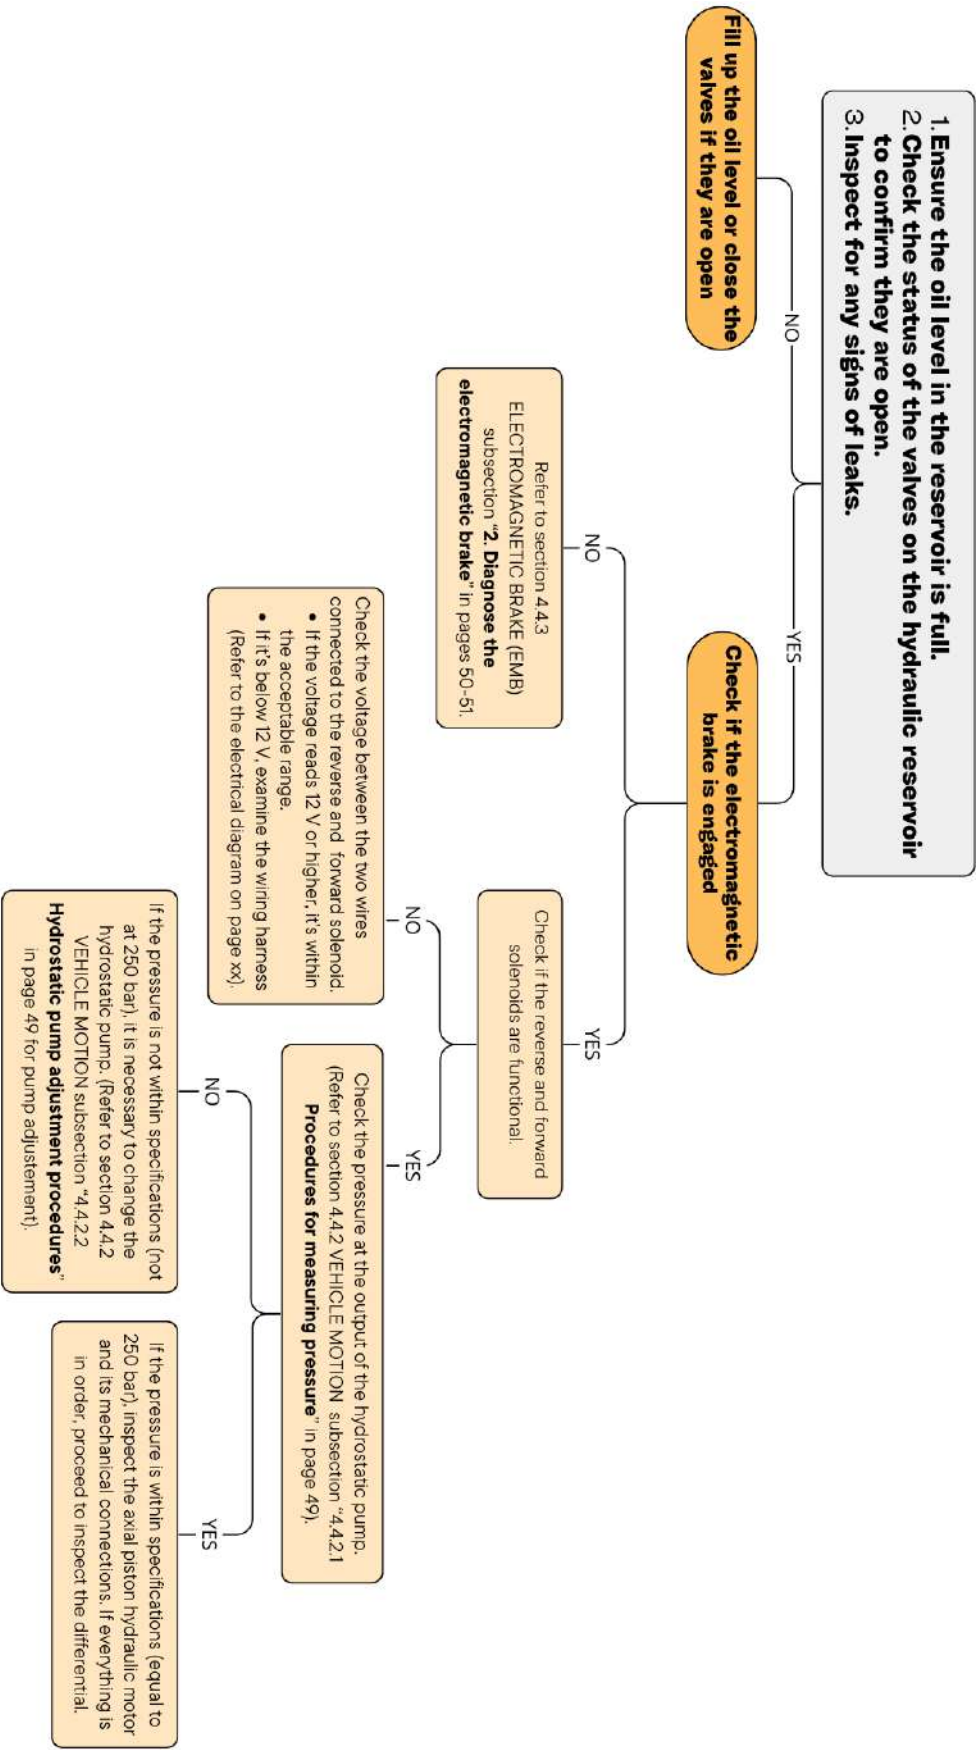 1. Ensure the oil level in the reservoir is full.
2. Check the status of the valves on the hydraulic reservoir
to confirm they are open.
3. Inspect for any signs of leaks.
NO
YES
Fill up the oil level or close the
valves if they are open
Check if the electromagnetic
brake is engaged
NO
YES
Refer to section 4.4.3
ELECTROMAGNETIC BRAKE (EMB)
subsection "2. Diagnose the
electromagnetic brake" in pages 50-51.
Check if the reverse and forward
solenoids are functional.
NO
YES
Check the voltage between the two wires
connected to the reverse and forward solenoid.
• If the voltage reads 12 V or higher, it's within
the acceptable range.
• If it's below 12 V, examine the wiring harness
(Refer to the electrical diagram on page xx).
Check the pressure at the output of the hydrostatic pump.
(Refer to section 4.4.2 VEHICLE MOTION subsection "4.4.2.1
Procedures for measuring pressure" in page 49).
NO
YES
If the pressure is not within specifications (not
at 250 bar), it is necessary to change the
hydrostatic pump. (Refer to section 4.4.2
VEHICLE MOTION subsection "4.4.2.2
Hydrostatic pump adjustment procedures"
in page 49 for pump adjustement).
If the pressure is within specifications (equal to
250 bar), inspect the axial piston hydraulic motor
and its mechanical connections. If everything is
in order, proceed to inspect the differential.